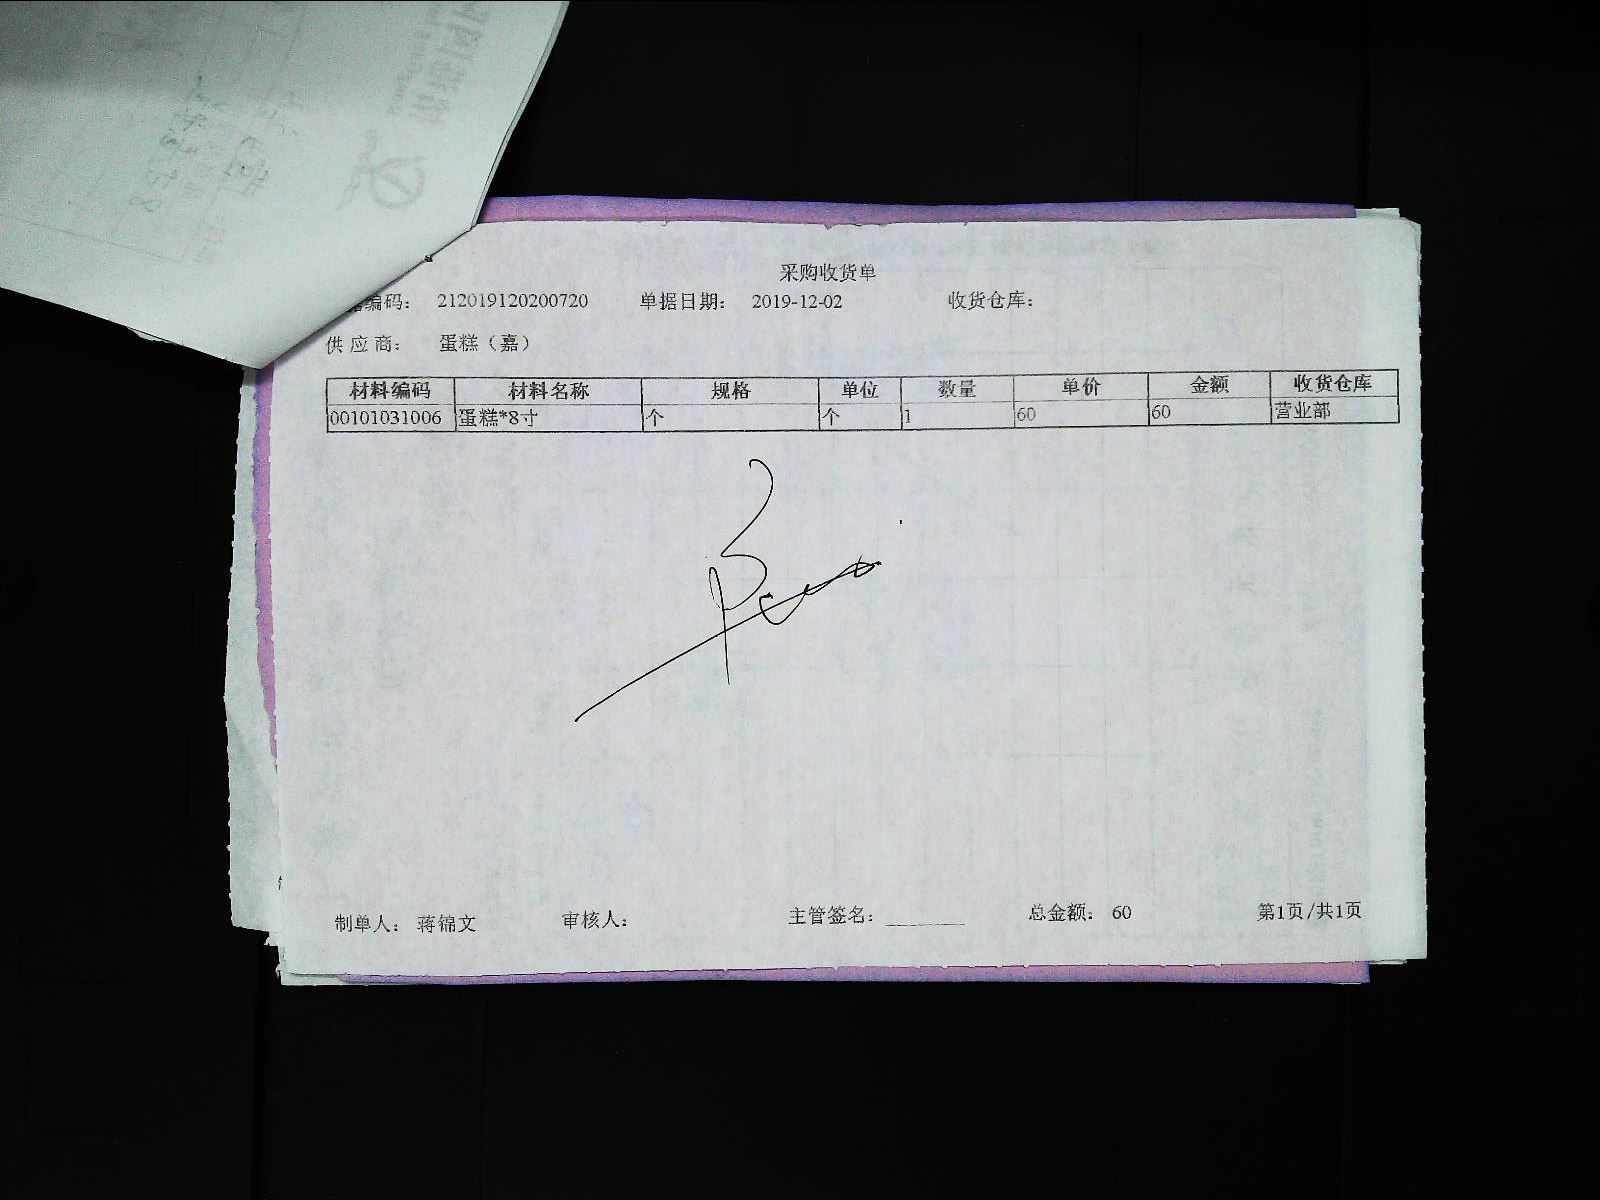 采购收货单
编码： 212019120200720 单据日期： 2019-12-02 收货仓库：
供应商： 蛋糕（嘉）
材料编码 材料名称 规格 单位 数量 单价 金额 收货仓库
00101031006 蛋糕*8寸 个 个 1 60 60 营业部
制单人： 蒋锦文 审核人： 主管签名： ________ 总金额： 60 第1页/共1页